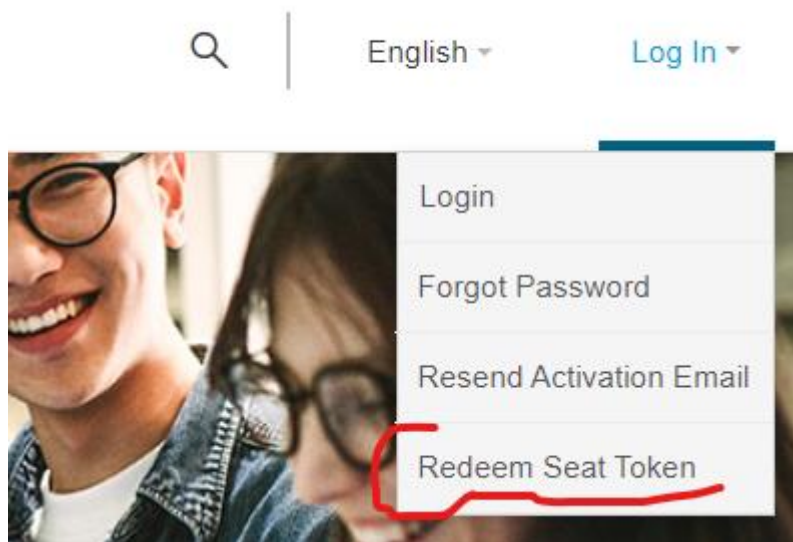 English Log In
Login
Forgot Password
Resend Activation Email
Redeem Seat Token